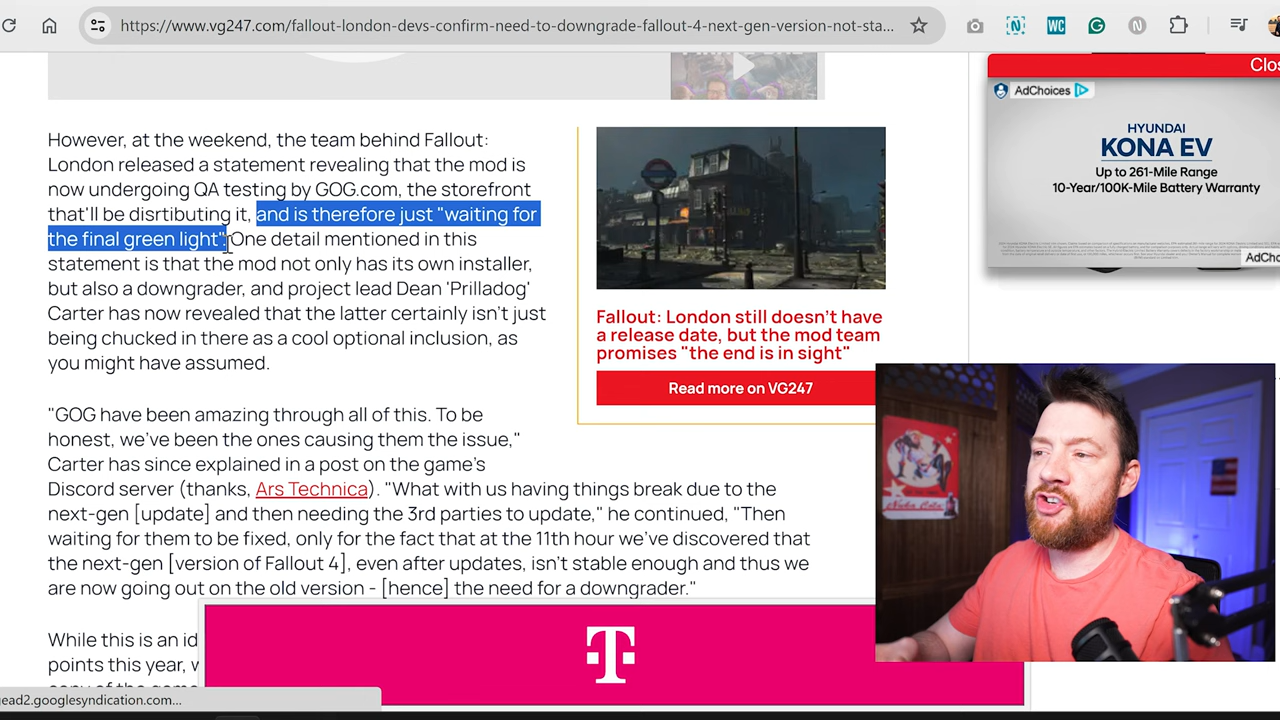 https://www.vg247.com/fallout-london-devs-confirm-need-to-downgrade-fallout-4-next-gen-version-not-sta...
WC
However, at the weekend, the team behind Fallout:
London released a statement revealing that the mod is
now undergoing QA testing by GOG.com, the storefront
that'll be disrtibuting it, and is therefore just "waiting for
the final green light". One detail mentioned in this
statement is that the mod not only has its own installer,
but also a downgrader, and project lead Dean 'Prilladog'
Carter has now revealed that the latter certainly isn't just
being chucked in there as a cool optional inclusion, as
you might have assumed.
"GOG have been amazing through all of this. To be
honest, we've been the ones causing them the issue,"
Carter has since explained in a post on the game's
Discord server (thanks, Ars Technica). "What with us having things break due to the
next-gen [update] and then needing the 3rd parties to update," he continued, "Then
waiting for them to be fixed, only for the fact that at the 11th hour we've discovered that
the next-gen [version of Fallout 4], even after updates, isn't stable enough and thus we
are now going out on the old version - [hence] the need for a downgrader."
While this is an id
points this year, w
Fallout: London still doesn't have
a release date, but the mod team
promises "the end is in sight"
Read more on VG247
Clos
AdChoices
HYUNDAI
KONA EV
Up to 261-Mile Range
10-Year/100K-Mile Battery Warranty
AdCho
Nuka Cola
T
ead2.googlesyndication.com...